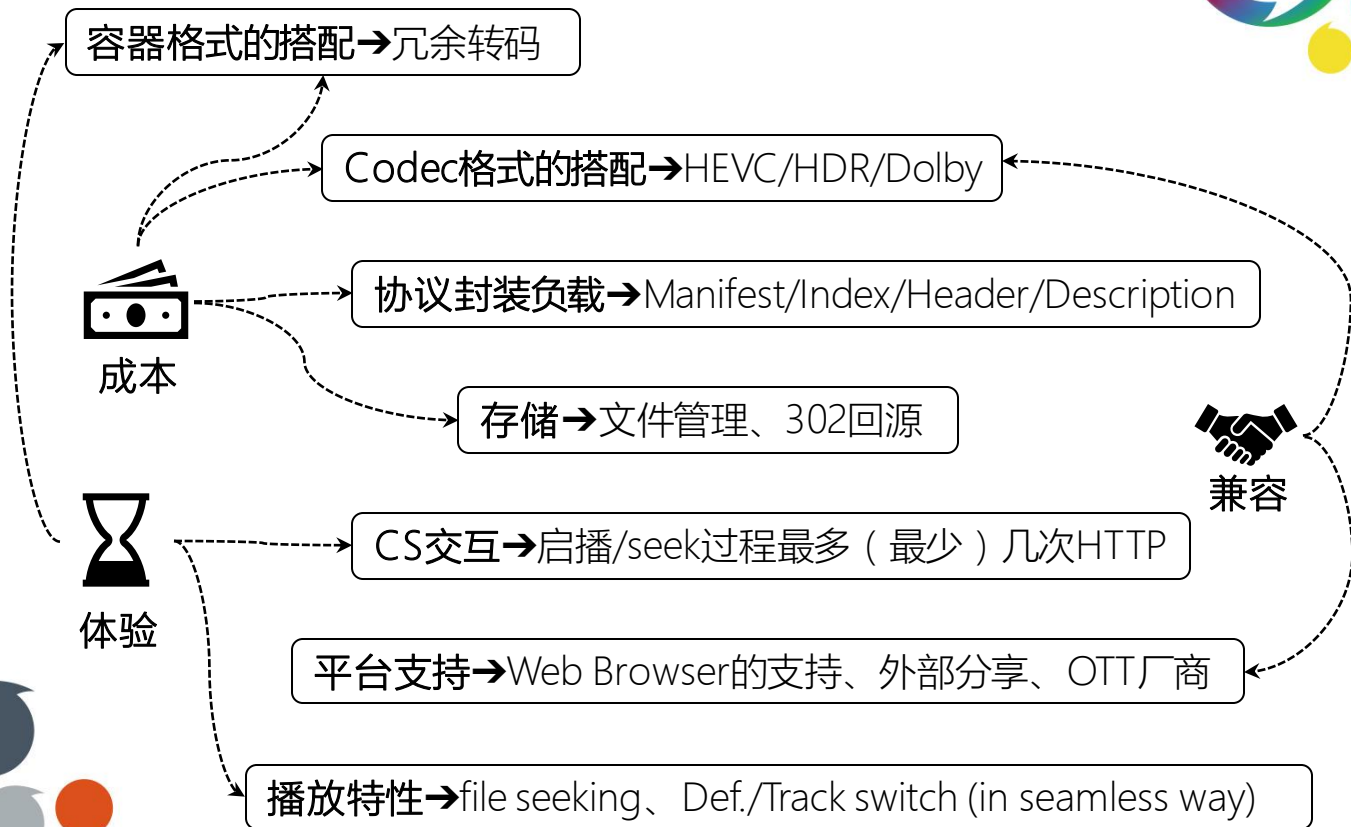 容器格式的搭配➔冗余转码
Codec格式的搭配➔HEVC/HDR/Dolby
协议封装负载➔Manifest/Index/Header/Description
成本
存储➔文件管理、302回源
兼容
CS交互➔启播/seek过程最多（最少）几次HTTP
体验
平台支持➔Web Browser的支持、外部分享、OTT厂商
播放特性➔file seeking、Def./Track switch (in seamless way)